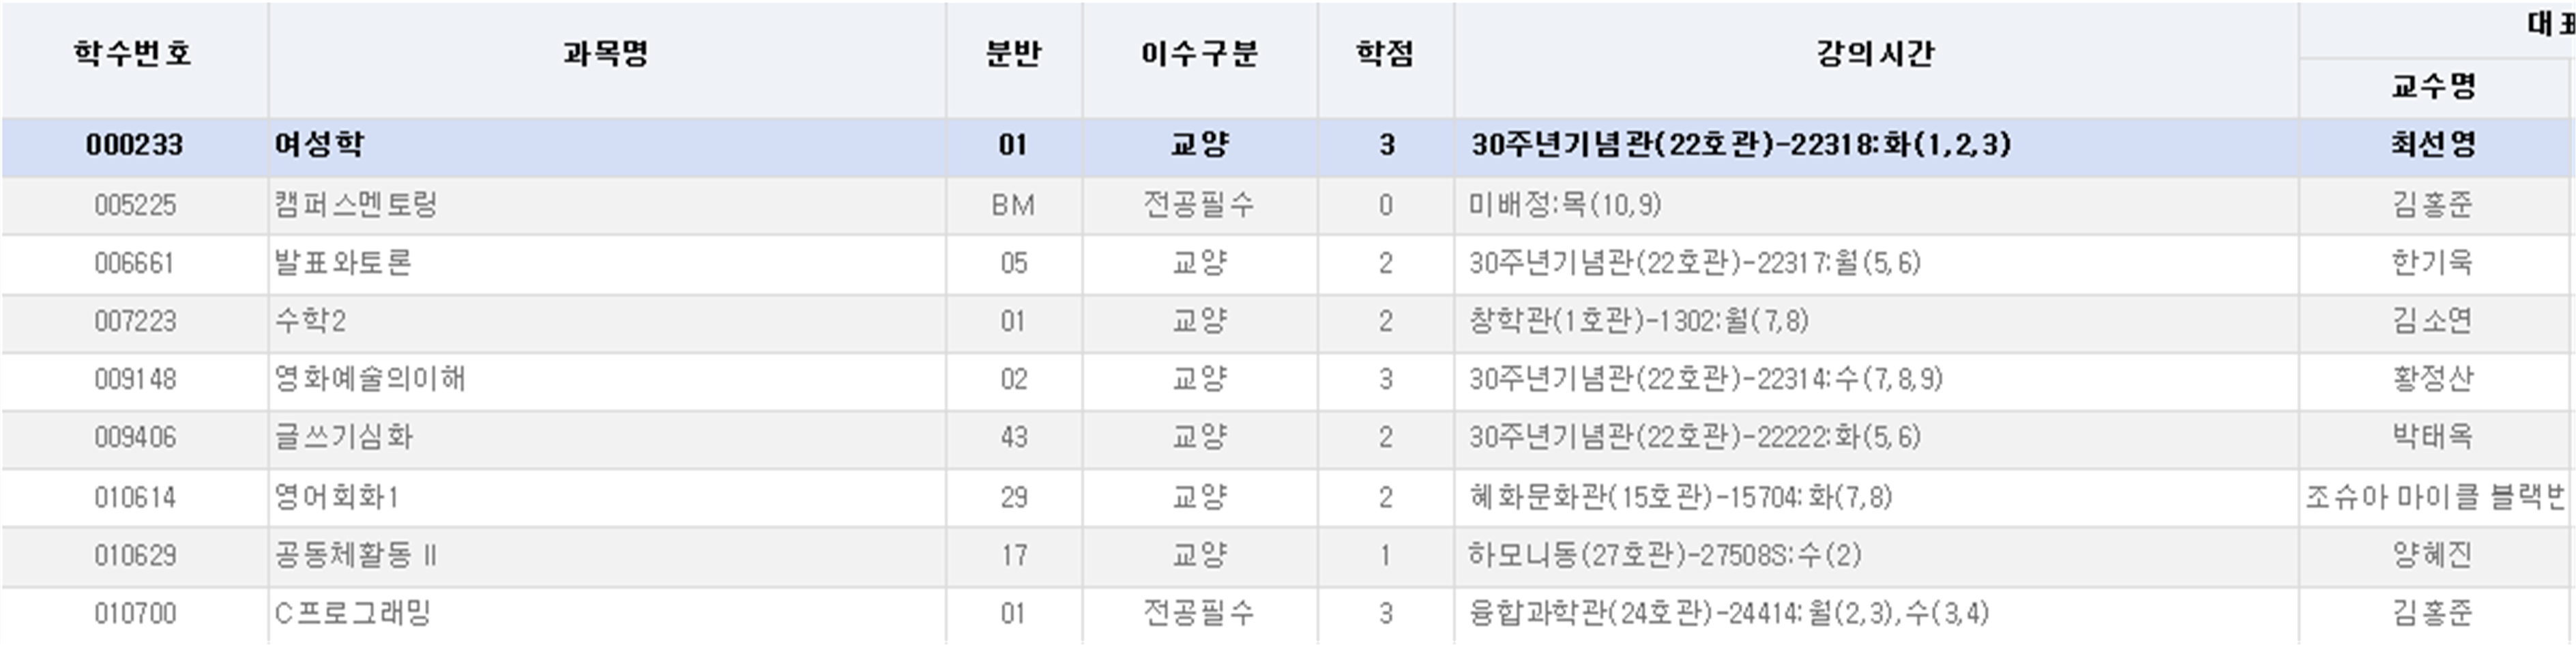 학수번호 과목명 분반 이수구분 학점 강의시간 교수명
000233 여성학 01 교양 3 30주년기념관(22호관)-22318:화(1,2,3) 최선영
005225 캠퍼스멘토링 BM 전공필수 0 미배정:목(10,9) 김홍준
006661 발표와토론 05 교양 2 30주년기념관(22호관)-22317:월(5,6) 한기욱
007223 수학2 01 교양 2 창학관(1호관)-1302:월(7,8) 김소연
009148 영화예술의이해 02 교양 3 30주년기념관(22호관)-22314:수(7,8,9) 황정산
009406 글쓰기심화 43 교양 2 30주년기념관(22호관)-22222:화(5,6) 박태옥
010614 영어회화1 29 교양 2 혜화문화관(15호관)-15704:화(7,8) 조슈아 마이클
010629 공동체활동Ⅱ 17 교양 1 하모니동(27호관)-27508S:수(2) 양혜진
010700 C프로그래밍 01 전공필수 3 융합과학관(24호관)-24414:월(2,3),수(3,4) 김홍준